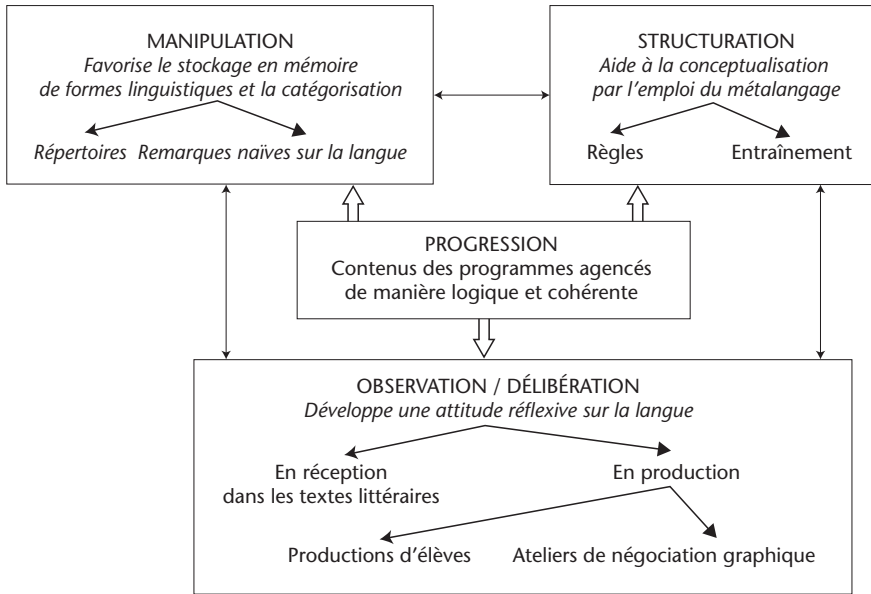 MANIPULATION
Favorise le stockage en mémoire
de formes linguistiques et la catégorisation
Répertoires Remarques naïves sur la langue
STRUCTURATION
Aide à la conceptualisation
par l’emploi du métalangage
Règles
Entraînement
PROGRESSION
Contenus des programmes agencés
de manière logique et cohérente
OBSERVATION / DÉLIBÉRATION
Développe une attitude réflexive sur la langue
En réception
dans les textes littéraires
En production
Productions d’élèves
Ateliers de négociation graphique